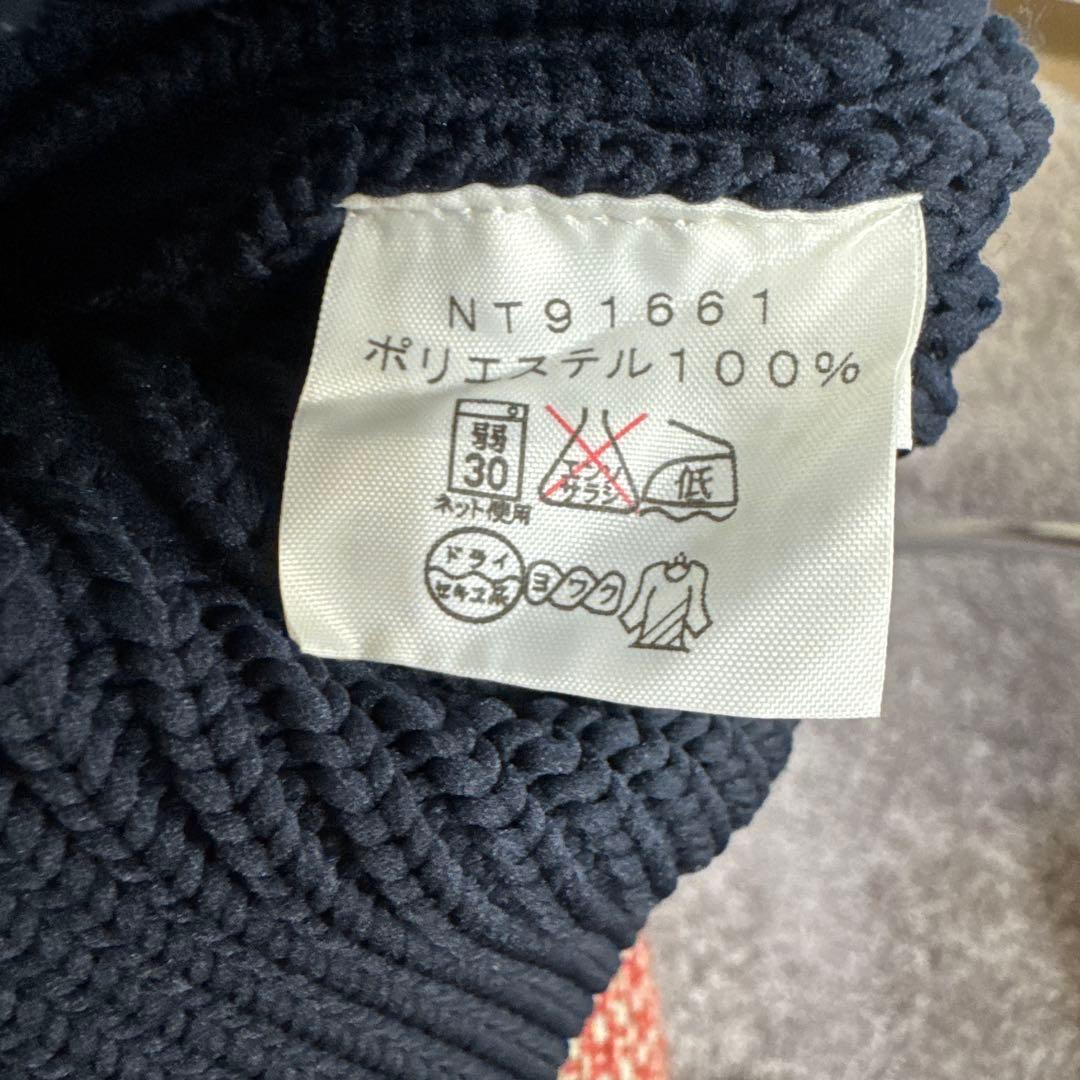 NT91661
ポリエステル100%
弱
30
ネット使用
エンソ
サラシ
低
ドライ
セキユ系
ヨワク